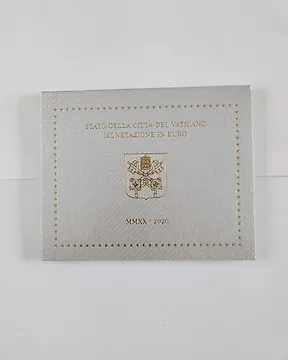 STATO DELLA CITTÀ DEL VATICANO
MONETAZIONE IN EURO
MMXX - 2020